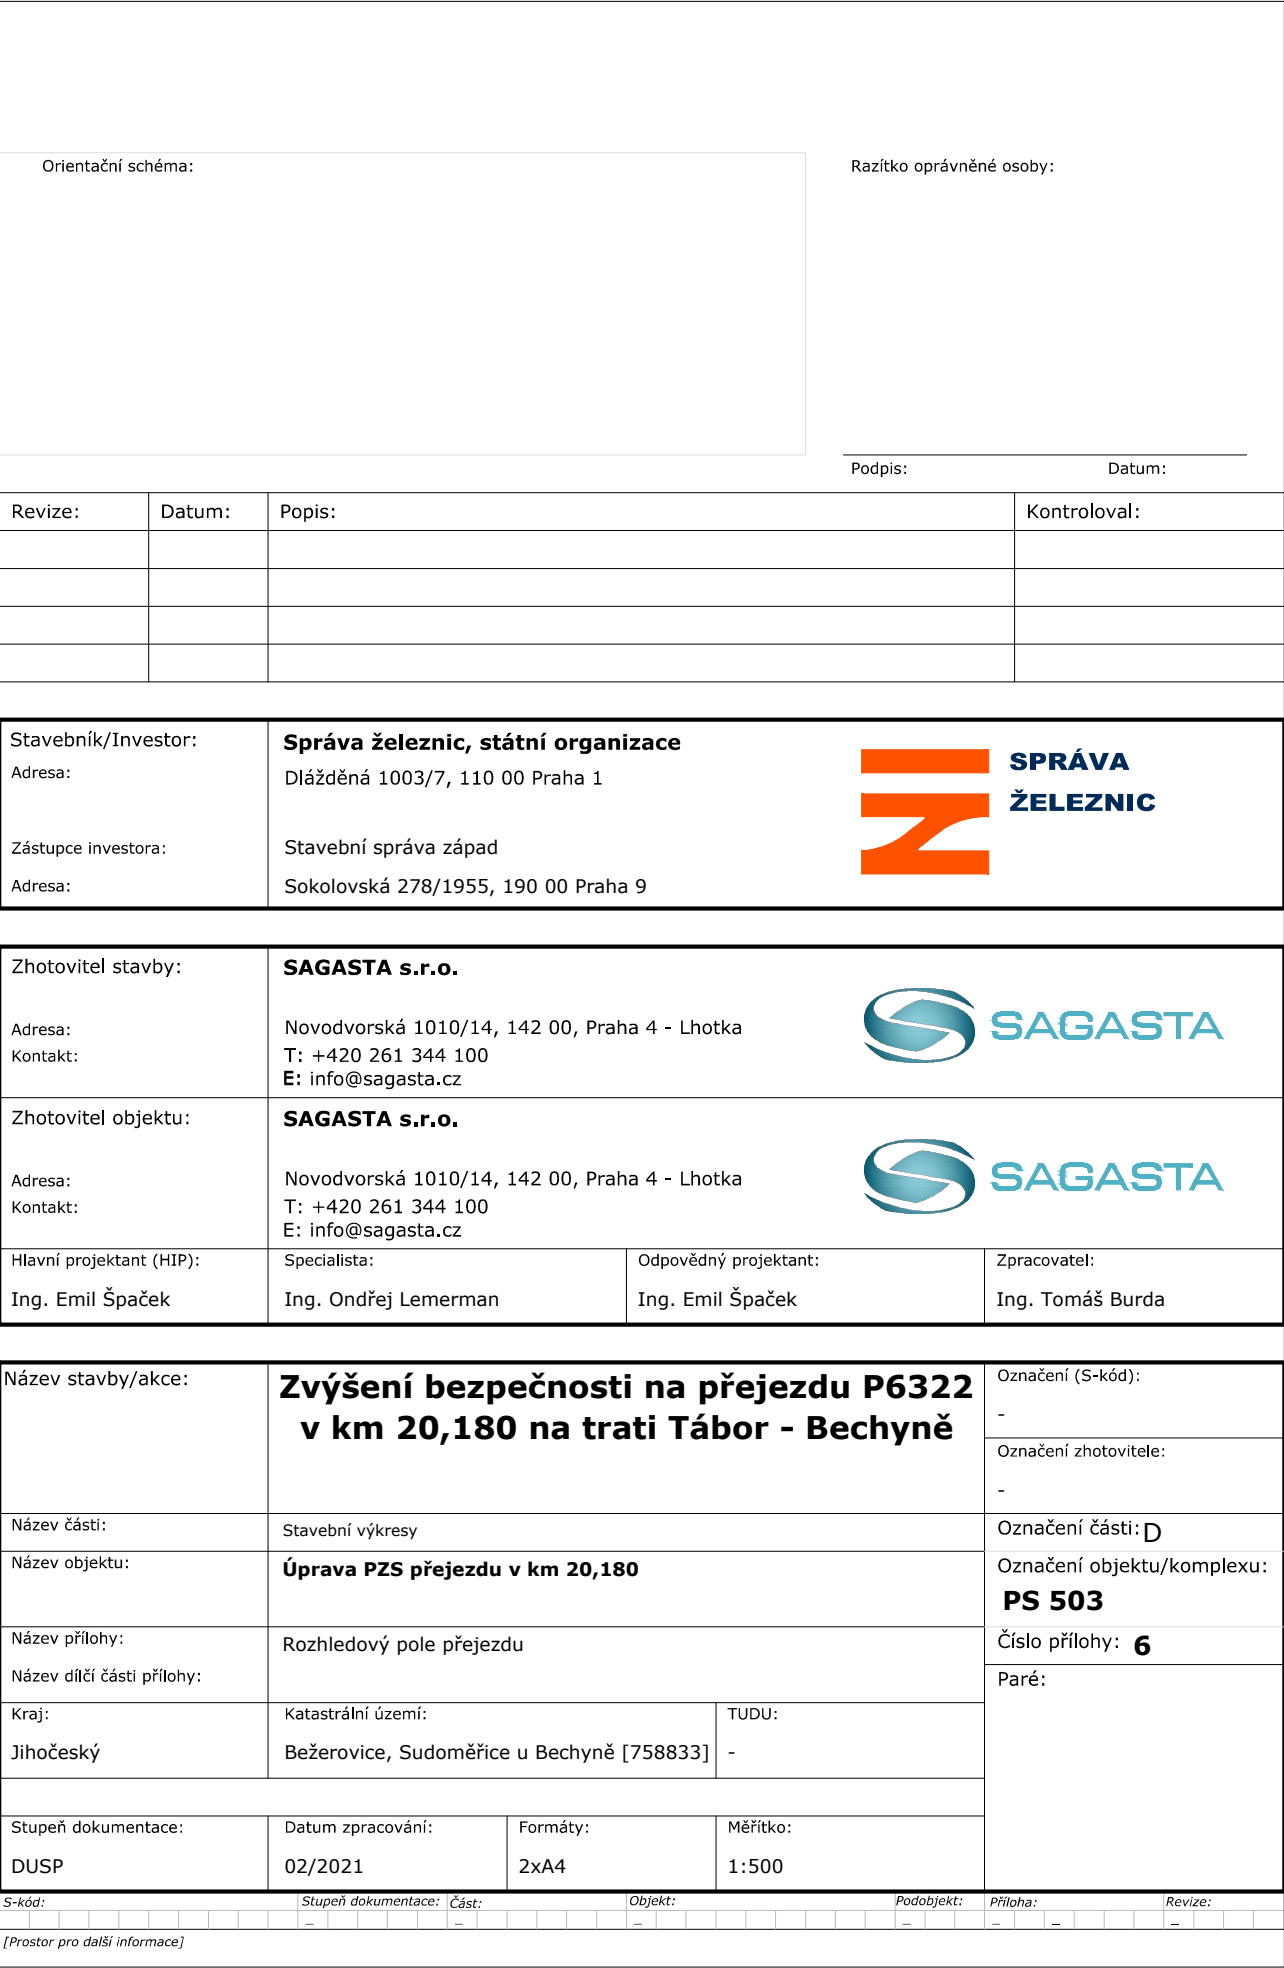 Orientační schéma:
Razítko oprávněné osoby:
Podpis: Datum:
Revize: Datum: Popis: Kontroloval:
Stavebník/Investor: Správa železnic, státní organizace
Adresa: Dlážděná 1003/7, 110 00 Praha 1
SPRÁVA
ŽELEZNIC
Zástupce investora: Stavební správa západ
Adresa: Sokolovská 278/1955, 190 00 Praha 9
Zhotovitel stavby: SAGASTA s.r.o.
SAGASTA
Adresa: Novodvorská 1010/14, 142 00, Praha 4 - Lhotka
Kontakt: T: +420 261 344 100
E: info@sagasta.cz
Zhotovitel objektu: SAGASTA s.r.o.
SAGASTA
Adresa: Novodvorská 1010/14, 142 00, Praha 4 - Lhotka
Kontakt: T: +420 261 344 100
E: info@sagasta.cz
Hlavní projektant (HIP): Specialista: Odpovědný projektant: Zpracovatel:
Ing. Emil Špaček Ing. Ondřej Lemerman Ing. Emil Špaček Ing. Tomáš Burda
Název stavby/akce: Zvýšení bezpečnosti na přejezdu P6322
v km 20,180 na trati Tábor - Bechyně
Označení (S-kód):
-
Označení zhotovitele:
-
Název části: Stavební výkresy Označení části: D
Název objektu: Úprava PZS přejezdu v km 20,180 Označení objektu/komplexu:
PS 503
Název přílohy: Rozhledový pole přejezdu Číslo přílohy: 6
Název dílčí části přílohy: Paré:
Kraj: Katastrální území: TUDU:
Jihočeský Bežerovice, Sudoměřice u Bechyně [758833] -
Stupeň dokumentace: Datum zpracování: Formáty: Měřítko:
DUSP 02/2021 2xA4 1:500
S-kód: Stupeň dokumentace: Část: Objekt: Podobjekt: Příloha: Revize:
_ _ _ _ _ _ _
[Prostor pro další informace]